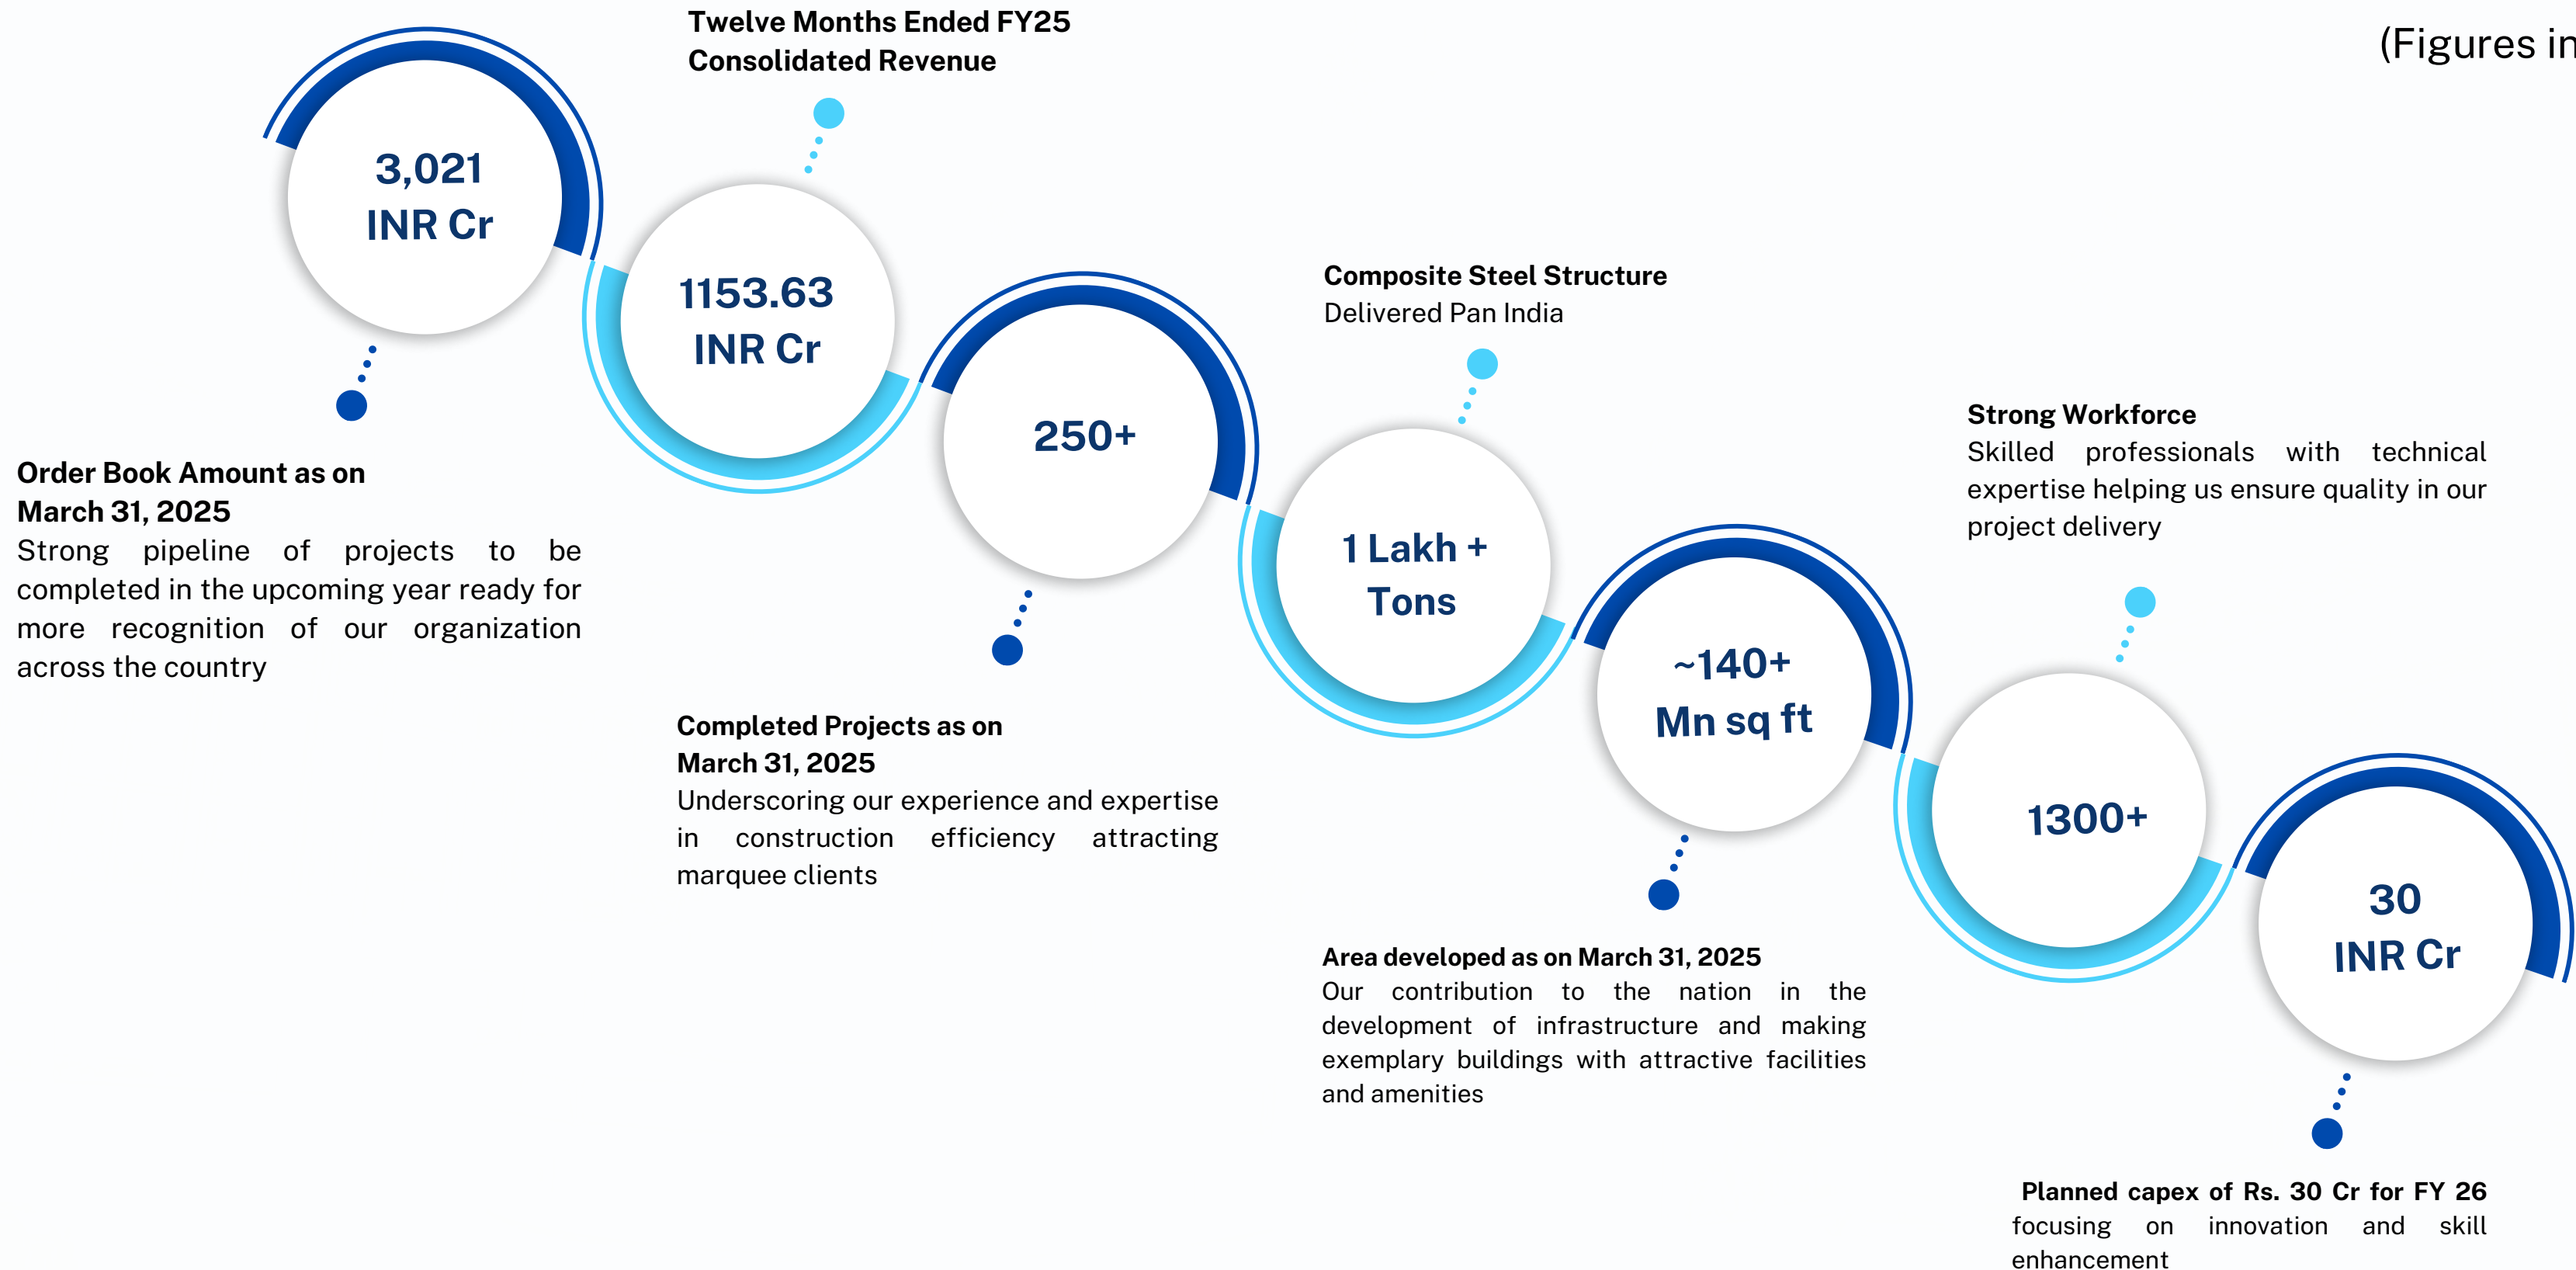 Twelve Months Ended FY25
Consolidated Revenue
(Figures in
3,021
INR Cr
Order Book Amount as on
March 31, 2025
Strong pipeline of projects to be
completed in the upcoming year ready for
more recognition of our organization
across the country
1153.63
INR Cr
250+
Completed Projects as on
March 31, 2025
Underscoring our experience and expertise
in construction efficiency attracting
marquee clients
Composite Steel Structure
Delivered Pan India
1 Lakh +
Tons
~140+
Mn sq ft
Area developed as on March 31, 2025
Our contribution to the nation in the
development of infrastructure and making
exemplary buildings with attractive facilities
and amenities
Strong Workforce
Skilled professionals with technical
expertise helping us ensure quality in our
project delivery
1300+
30
INR Cr
Planned capex of Rs. 30 Cr for FY 26
focusing on innovation and skill
enhancement